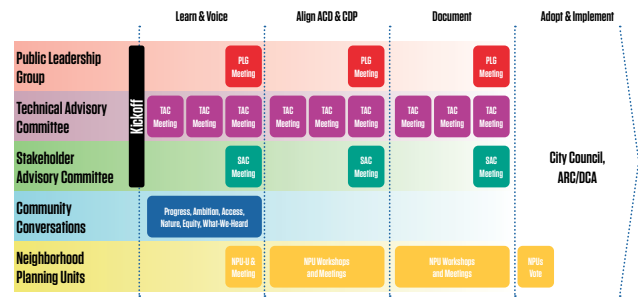 Learn & Voice
Align ACD & CDP
Document
Adopt & Implement
Public Leadership
Group
PLG
Meeting
PLG
Meeting
PLG
Meeting
Kickoff
Technical Advisory
Committee
TAC
Meeting
TAC
Meeting
TAC
Meeting
TAC
Meeting
TAC
Meeting
TAC
Meeting
TAC
Meeting
TAC
Meeting
TAC
Meeting
Stakeholder
Advisory Committee
SAC
Meeting
SAC
Meeting
SAC
Meeting
City Council,
ARC/DCA
Community
Conversations
Progress, Ambition, Access,
Nature, Equity, What-We-Heard
Neighborhood
Planning Units
NPU-U &
Meeting
NPU Workshops
and Meetings
NPU Workshops
and Meetings
NPUs
Vote